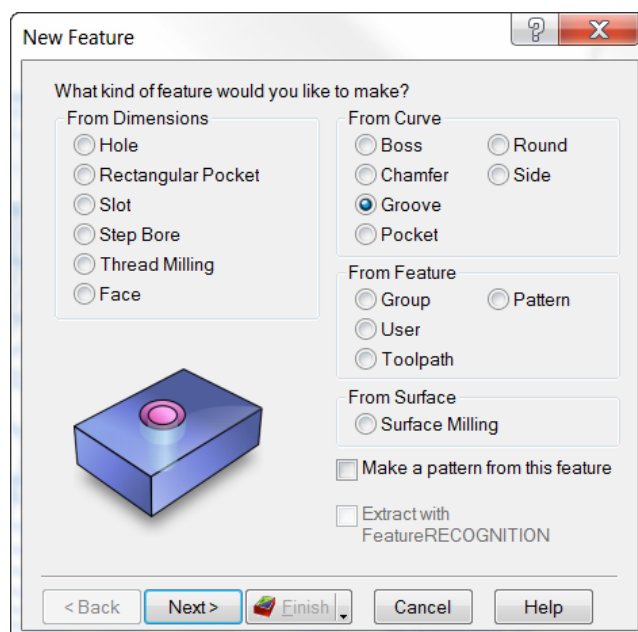 New Feature
What kind of feature would you like to make?
From Dimensions
Hole
Rectangular Pocket
Slot
Step Bore
Thread Milling
Face
From Curve
Boss
Round
Chamfer
Side
Groove
Pocket
From Feature
Group
Pattern
User
Toolpath
From Surface
Surface Milling
Make a pattern from this feature
Extract with
FeatureRECOGNITION
< Back
Next >
Finish
Cancel
Help